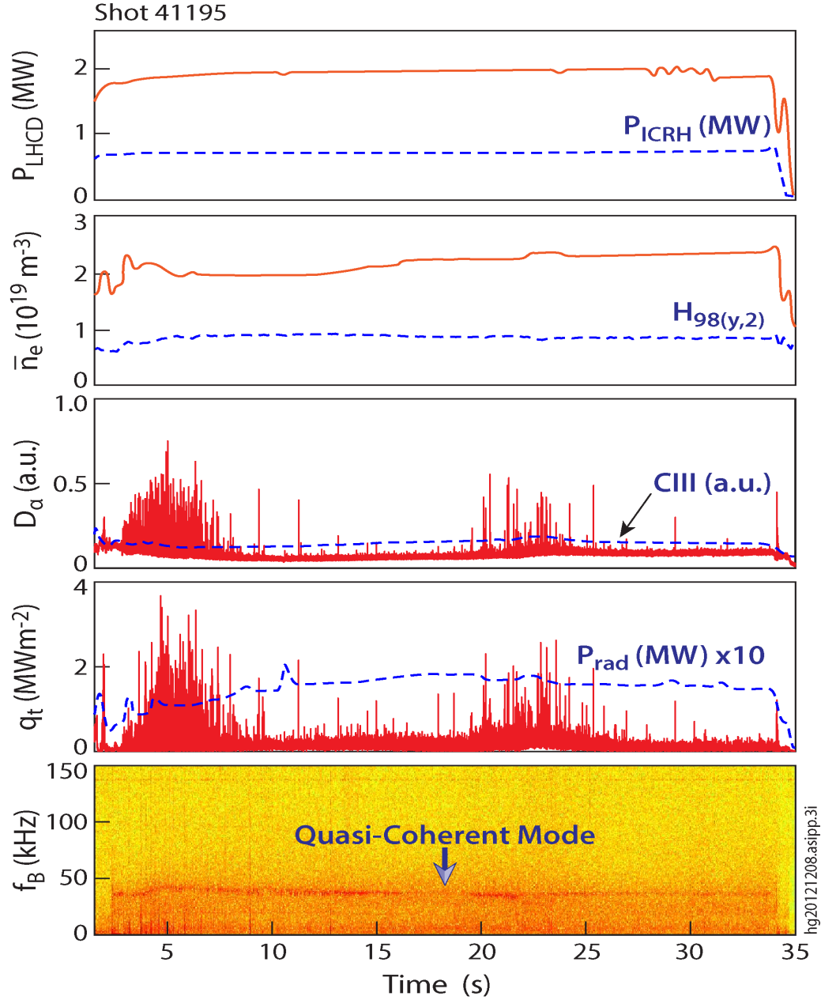 Shot 41195
P_LHCD (MW)
2
1
0
P_ICRH (MW)
n̄_e (10^19 m^-3)
3
2
1
0
H_98(y,2)
D_α (a.u.)
1.0
0.5
0
CIII (a.u.)
q_t (MWm^-2)
4
2
0
P_rad (MW) x10
f_B (kHz)
150
100
50
0
Quasi-Coherent Mode
5 10 15 20 25 30 35
Time (s)
hg20121208.asipp.3i